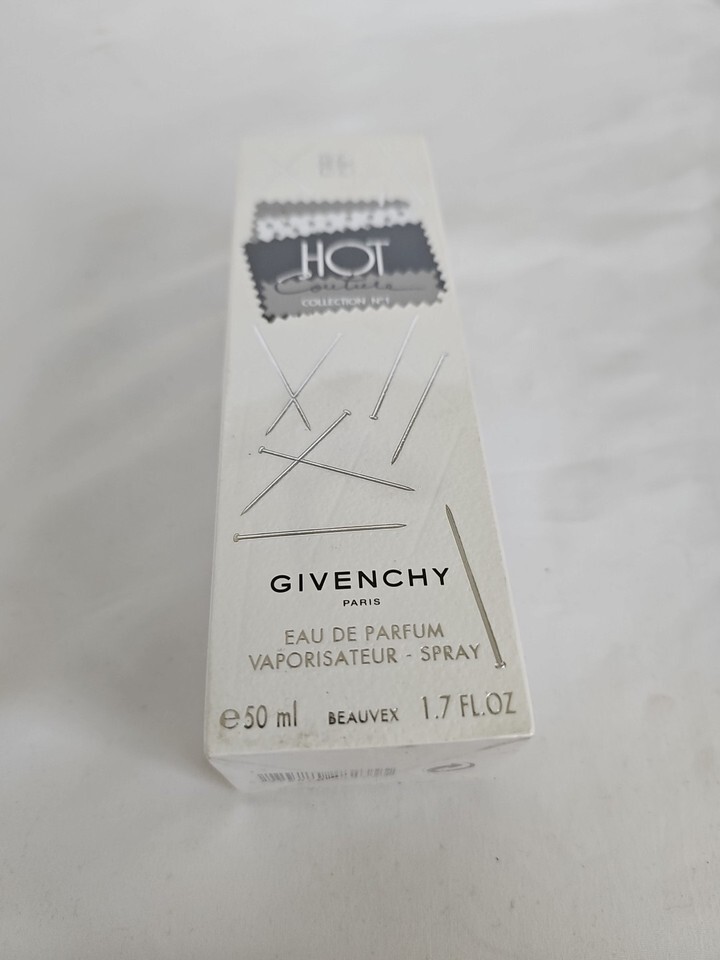 HOT
Couture
COLLECTION N°1
GIVENCHY
PARIS
EAU DE PARFUM
VAPORISATEUR - SPRAY
℮50 ml BEAUVEX 1.7 FL.OZ